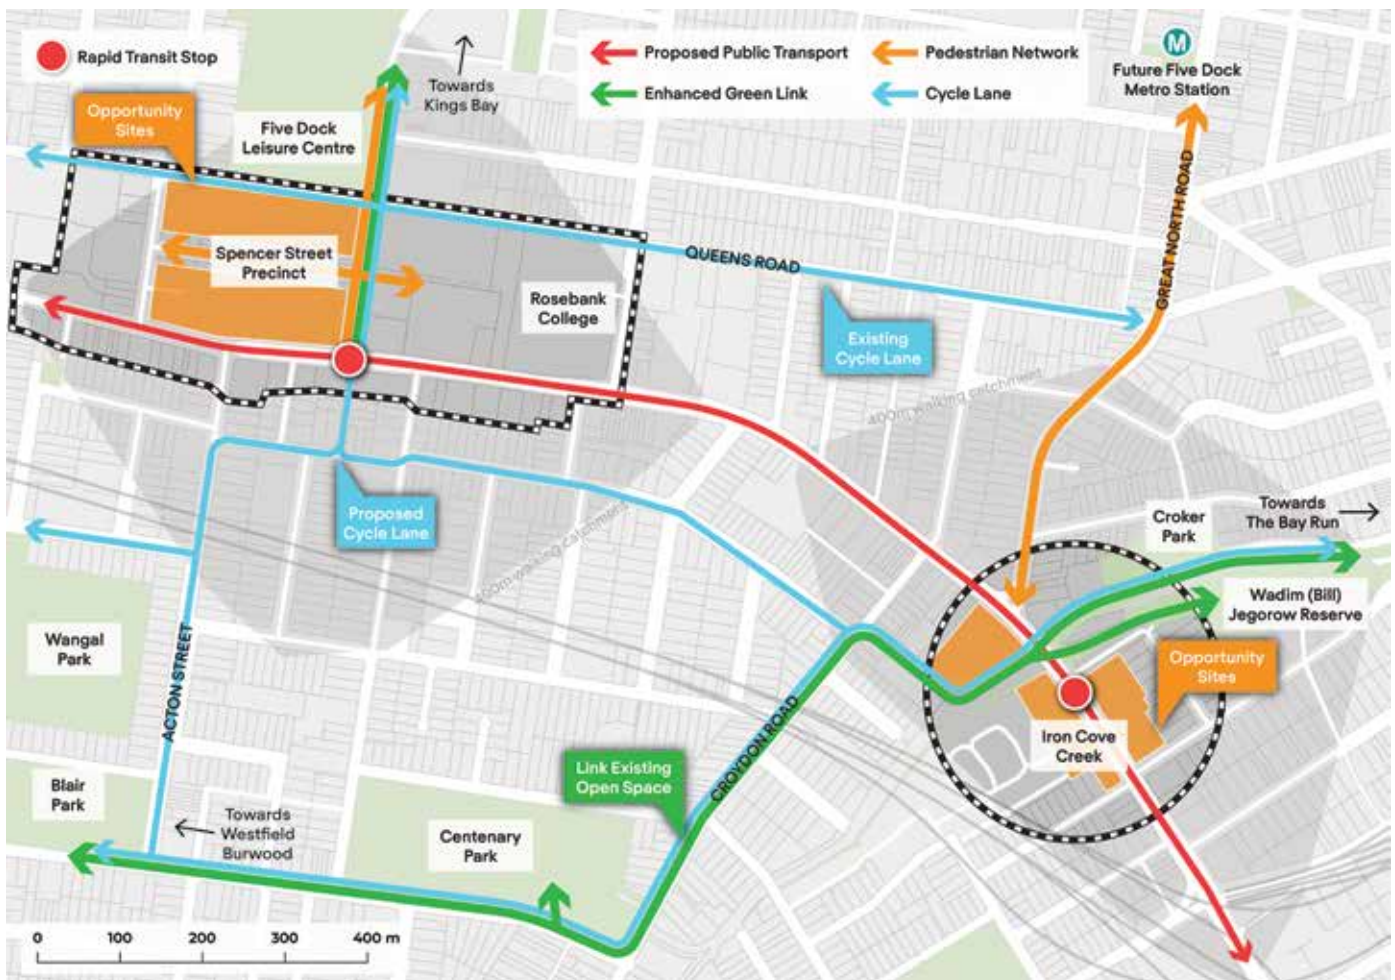 Rapid Transit Stop
Towards
Kings Bay
Proposed Public Transport
Enhanced Green Link
Pedestrian Network
Cycle Lane
M
Future Five Dock
Metro Station
Opportunity
Sites
Five Dock
Leisure Centre
Spencer Street
Precinct
Rosebank
College
QUEENS ROAD
GREAT NORTH ROAD
Existing
Cycle Lane
400m walking catchment
Proposed
Cycle Lane
400m walking catchment
Croker
Park
Towards
The Bay Run
Wadim (Bill)
Jegorow Reserve
Opportunity
Sites
Iron Cove
Creek
Wangal
Park
ACTON STREET
CROYDON ROAD
Link Existing
Open Space
Blair
Park
Towards
Westfield
Burwood
Centenary
Park
0 100 200 300 400 m